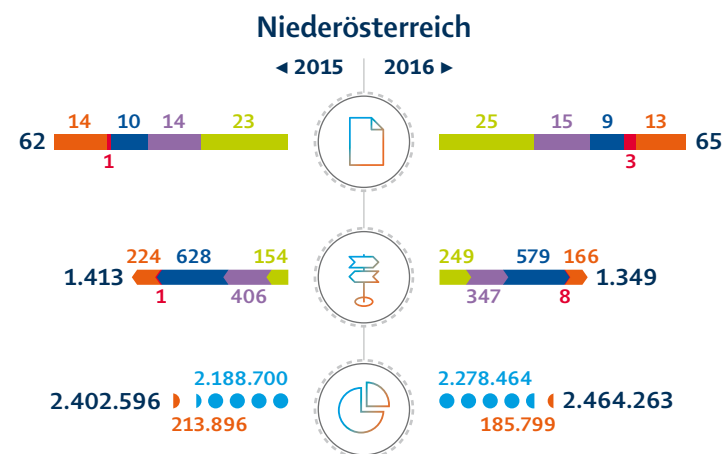 Niederösterreich
◄ 2015 2016 ►
14 10 14 23 25 15 9 13
62 65
1 3
224 628 154 249 579 166
1.413 1.349
1 406 347 8
2.188.700 2.278.464
2.402.596 2.464.263
213.896 185.799